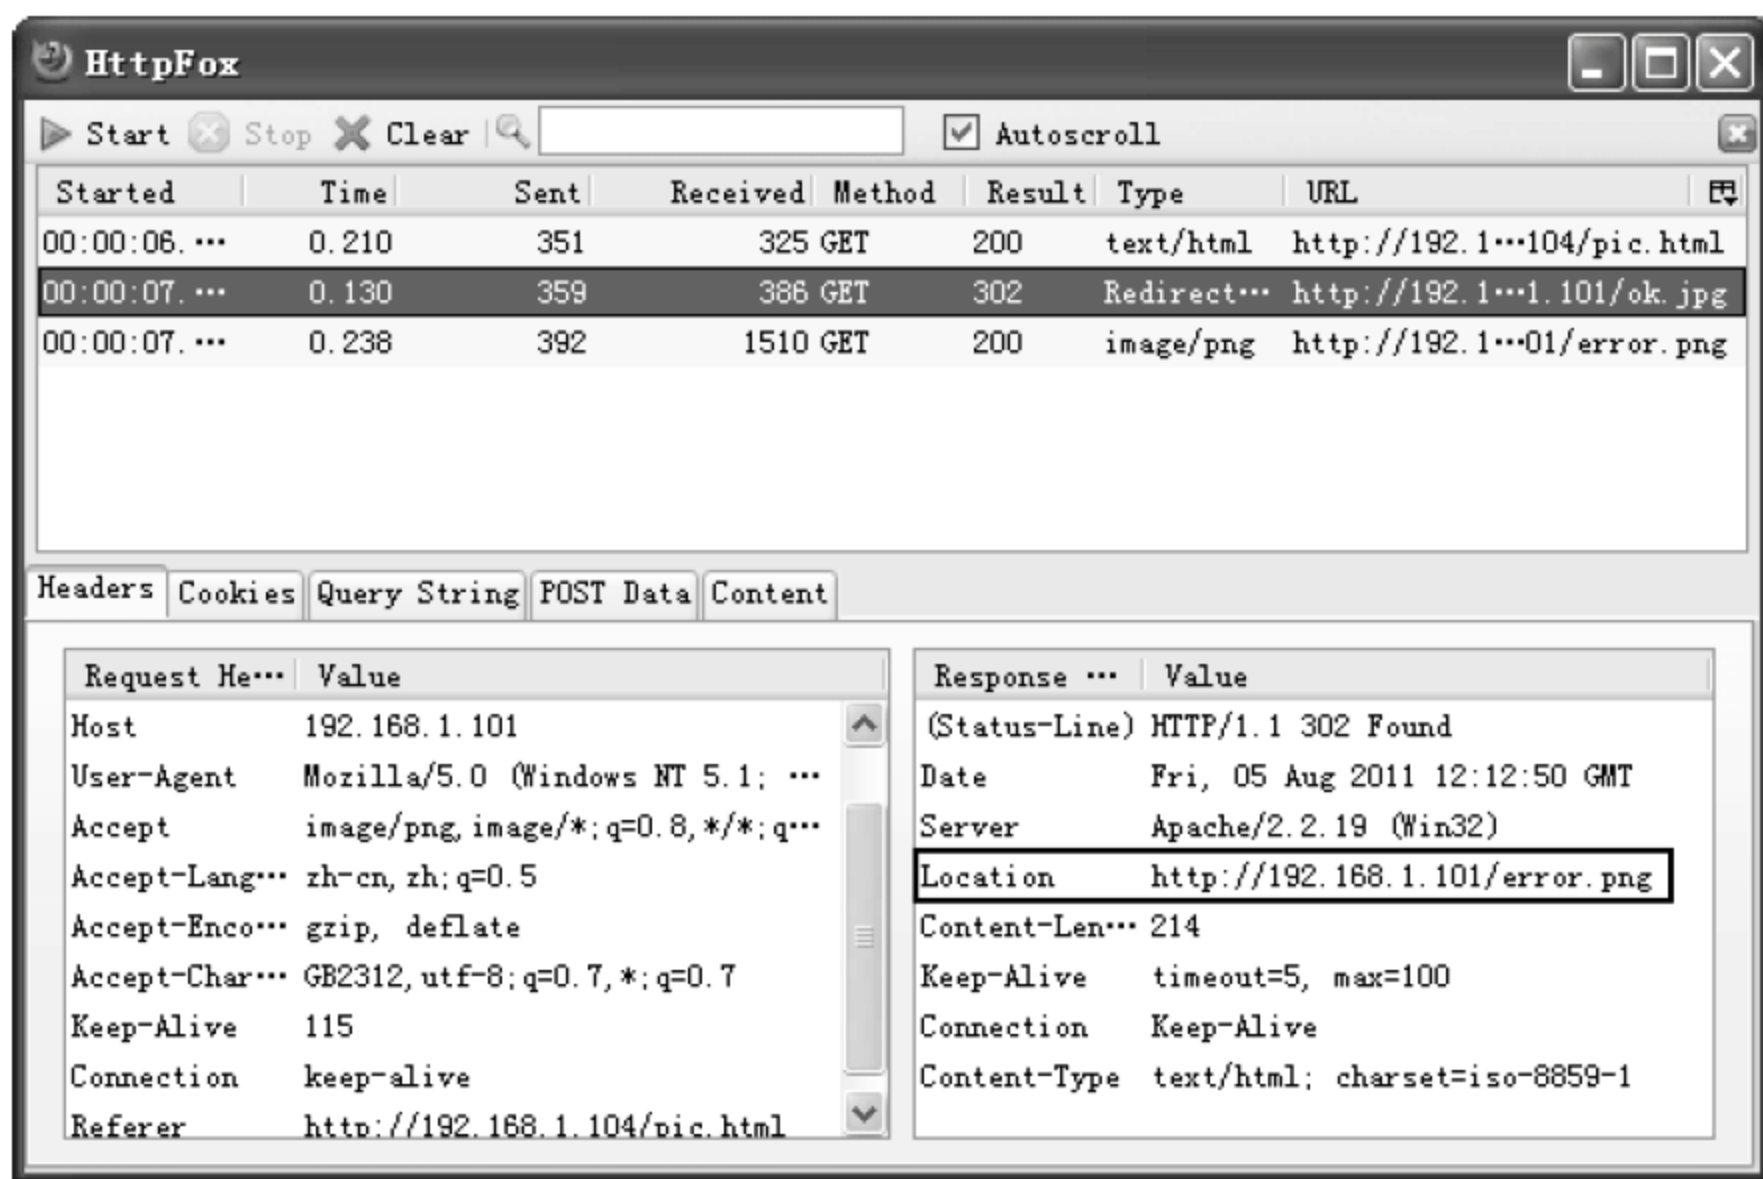 HttpFox
Start Stop Clear Autoscroll
Started Time Sent Received Method Result Type URL
00:00:06.… 0.210 351 325 GET 200 text/html http://192.1…104/pic.html
00:00:07.… 0.130 359 386 GET 302 Redirect… http://192.1…1.101/ok.jpg
00:00:07.… 0.238 392 1510 GET 200 image/png http://192.1…01/error.png
Headers Cookies Query String POST Data Content
Request He… Value
Host 192.168.1.101
User-Agent Mozilla/5.0 (Windows NT 5.1; …
Accept image/png,image/*;q=0.8,*/*;q…
Accept-Lang… zh-cn,zh;q=0.5
Accept-Enco… gzip, deflate
Accept-Char… GB2312,utf-8;q=0.7,*;q=0.7
Keep-Alive 115
Connection keep-alive
Referer http://192.168.1.104/pic.html
Response … Value
(Status-Line) HTTP/1.1 302 Found
Date Fri, 05 Aug 2011 12:12:50 GMT
Server Apache/2.2.19 (Win32)
Location http://192.168.1.101/error.png
Content-Len… 214
Keep-Alive timeout=5, max=100
Connection Keep-Alive
Content-Type text/html; charset=iso-8859-1